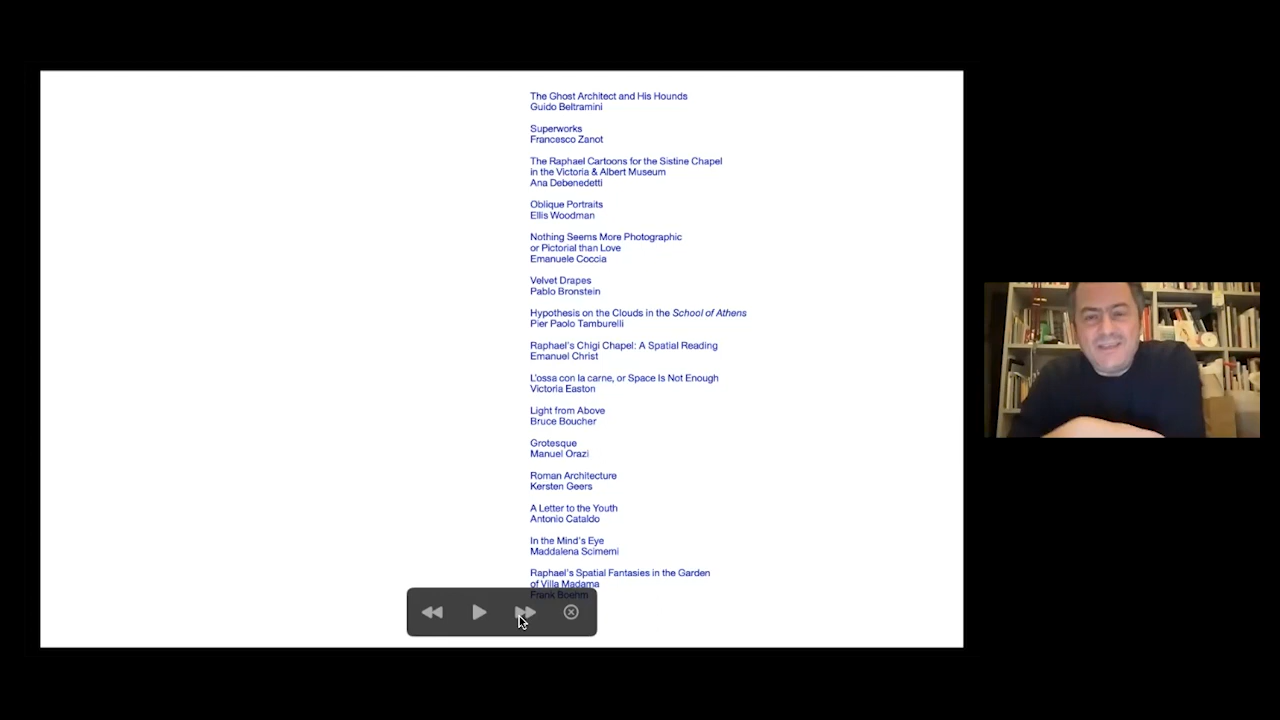 The Ghost Architect and His Hounds
Guido Beltramini
Superworks
Francesco Zanot
The Raphael Cartoons for the Sistine Chapel
in the Victoria & Albert Museum
Ana Debenedetti
Oblique Portraits
Ellis Woodman
Nothing Seems More Photographic
or Pictorial than Love
Emanuele Coccia
Velvet Drapes
Pablo Bronstein
Hypothesis on the Clouds in the School of Athens
Pier Paolo Tamburelli
Raphael's Chigi Chapel: A Spatial Reading
Emanuel Christ
L'ossa con la carne, or Space Is Not Enough
Victoria Easton
Light from Above
Bruce Boucher
Grotesque
Manuel Orazi
Roman Architecture
Kersten Geers
A Letter to the Youth
Antonio Cataldo
In the Mind's Eye
Maddalena Scimemi
Raphael's Spatial Fantasies in the Garden
of Villa Madama
Frank Boehm